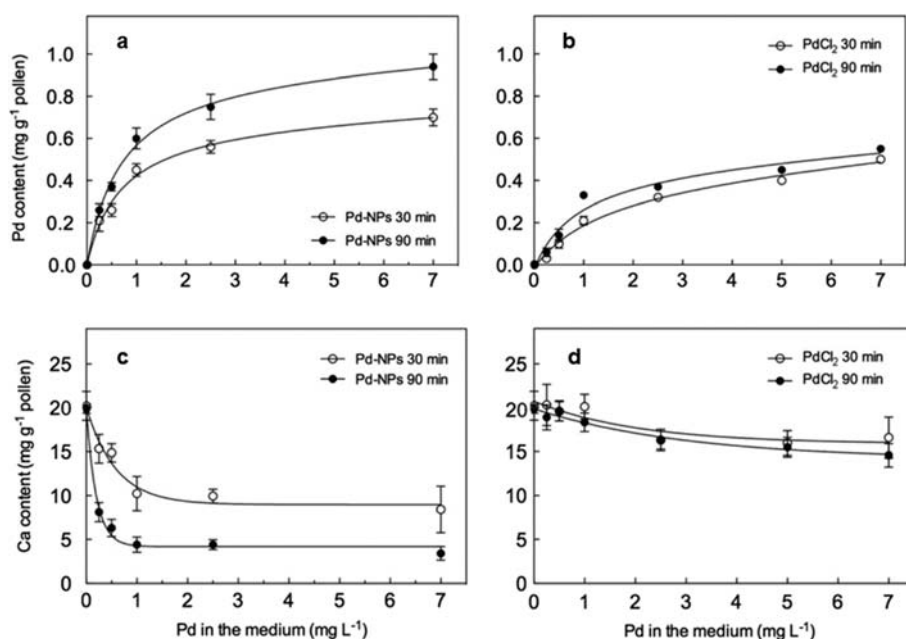 a
b
Pd content (mg g⁻¹ pollen)
1.0
0.8
0.6
0.4
0.2
0.0
Pd-NPs 30 min
Pd-NPs 90 min
0 1 2 3 4 5 6 7
1.0
0.8
0.6
0.4
0.2
0.0
PdCl₂ 30 min
PdCl₂ 90 min
0 1 2 3 4 5 6 7
c
d
Ca content (mg g⁻¹ pollen)
25
20
15
10
5
0
Pd-NPs 30 min
Pd-NPs 90 min
0 1 2 3 4 5 6 7
25
20
15
10
5
0
PdCl₂ 30 min
PdCl₂ 90 min
0 1 2 3 4 5 6 7
Pd in the medium (mg L⁻¹)
Pd in the medium (mg L⁻¹)